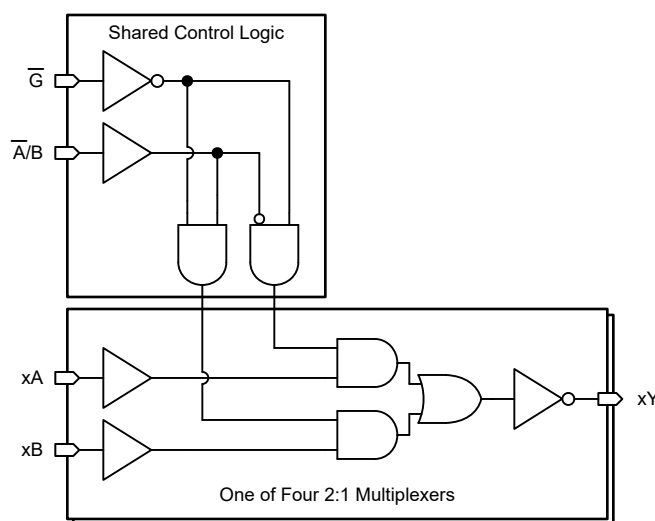 Shared Control Logic
G̅
A̅/B
xA
xB
xY
One of Four 2:1 Multiplexers